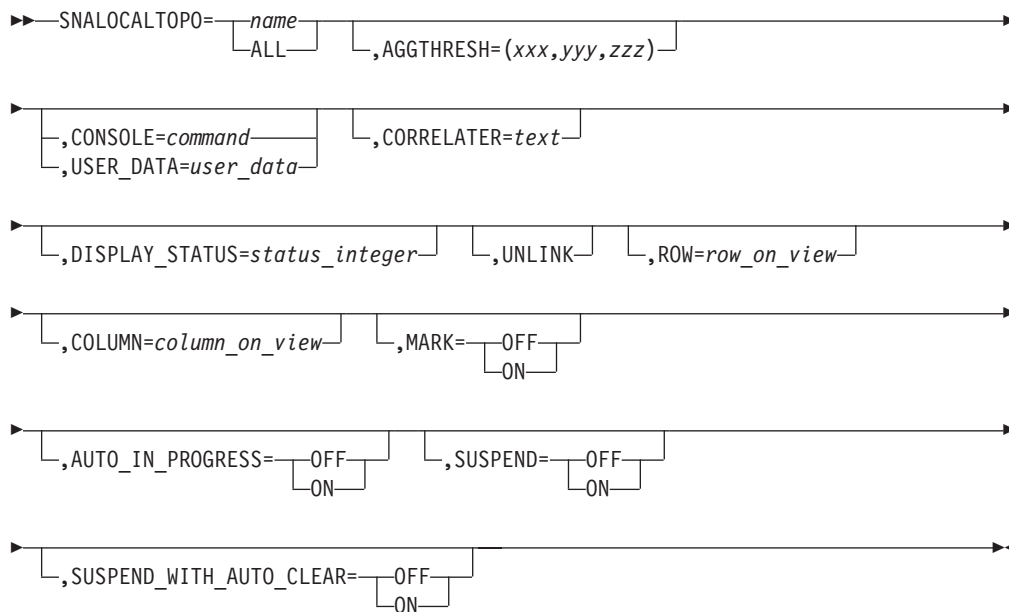 SNALOCALTOPO= name ,AGGTHRESH=(xxx,yyy,zzz)
ALL
,CONSOLE=command ,CORRELATER=text
,USER_DATA=user_data
,DISPLAY_STATUS=status_integer ,UNLINK ,ROW=row_on_view
,COLUMN=column_on_view ,MARK= OFF
ON
,AUTO_IN_PROGRESS= OFF ,SUSPEND= OFF
ON ON
,SUSPEND_WITH_AUTO_CLEAR= OFF
ON